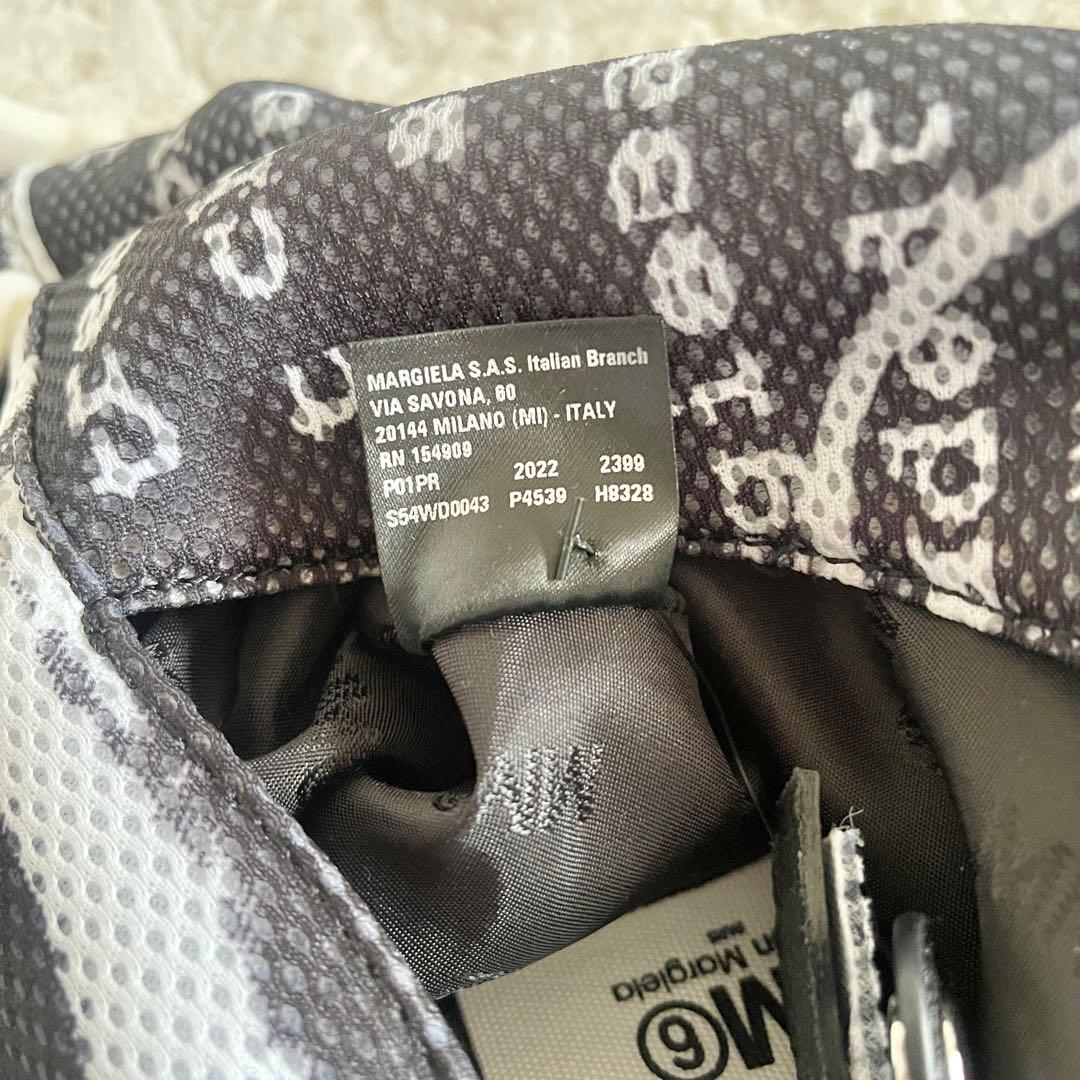 MARGIELA S.A.S. Italian Branch
VIA SAVONA, 60
20144 MILANO (MI) - ITALY
RN 154909
P01PR 2022 2399
S54WD0043 P4539 H8328
M⑥
n Margiela